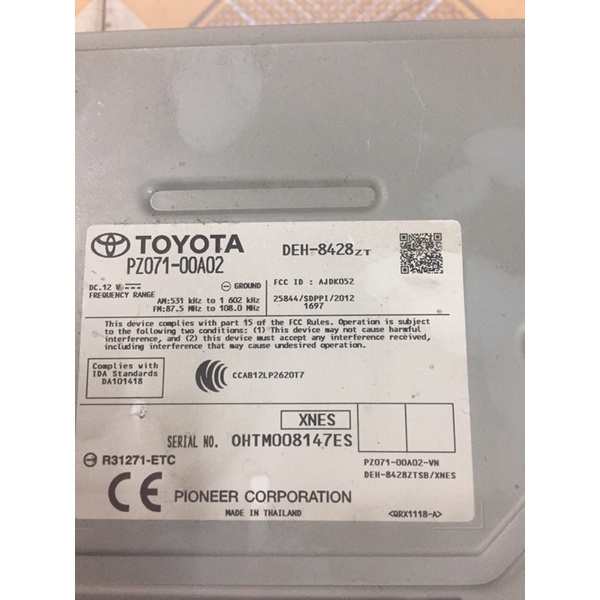 TOYOTA
DEH-8428ZT
PZ071-00A02
DC.12 V
GROUND
FREQUENCY RANGE
AM:531 kHz to 1 602 kHz
FM:87.5 MHz to 108.0 MHz
FCC ID : AJDK052
25844/SDPPI/2012
1697
This device complies with part 15 of the FCC Rules. Operation is subject
to the following two conditions: (1) This device may not cause harmful
interference, and (2) this device must accept any interference received,
including interference that may cause undesired operation.
Complies with
IDA Standards
DA101418
CCAB12LP2620T7
XNES
SERIAL NO. OHTM008147ES
R31271-ETC
PZ071-00A02-VN
DEH-8428ZTSB/XNES
CE
PIONEER CORPORATION
MADE IN THAILAND
<QRX1118-A>